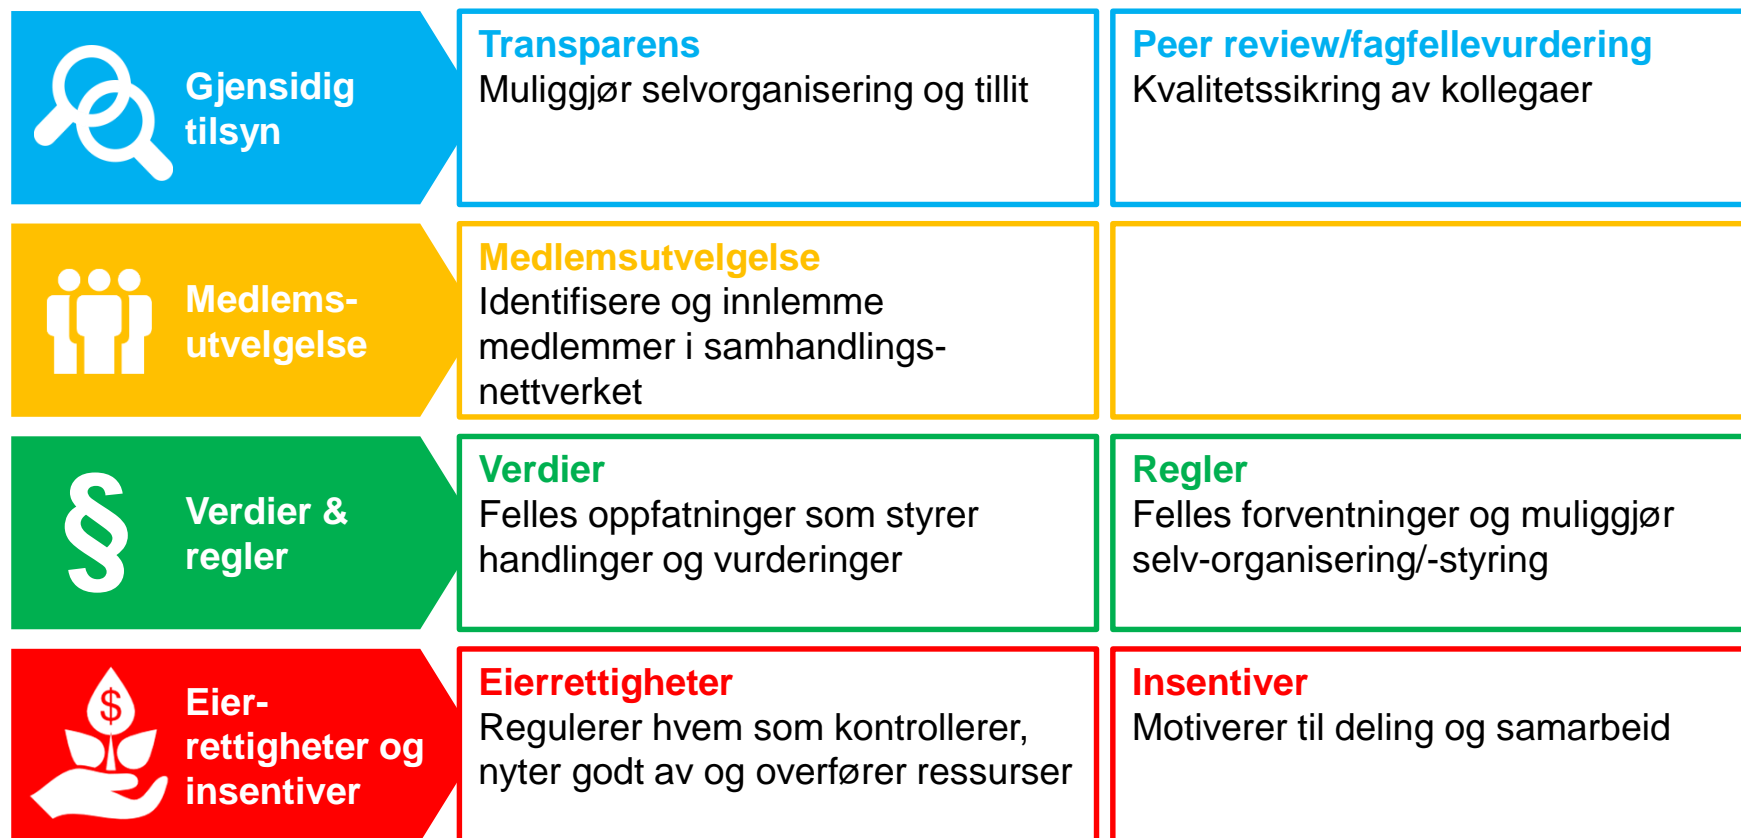 Gjensidig
tilsyn
Transparens
Muliggjør selvorganisering og tillit
Peer review/fagfellevurdering
Kvalitetssikring av kollegaer
Medlems-
utvelgelse
Medlemsutvelgelse
Identifisere og innlemme
medlemmer i samhandlings-
nettverket
§
Verdier &
regler
Verdier
Felles oppfatninger som styrer
handlinger og vurderinger
Regler
Felles forventninger og muliggjør
selv-organisering/-styring
$
Eier-
rettigheter og
insentiver
Eierrettigheter
Regulerer hvem som kontrollerer,
nyter godt av og overfører ressurser
Insentiver
Motiverer til deling og samarbeid